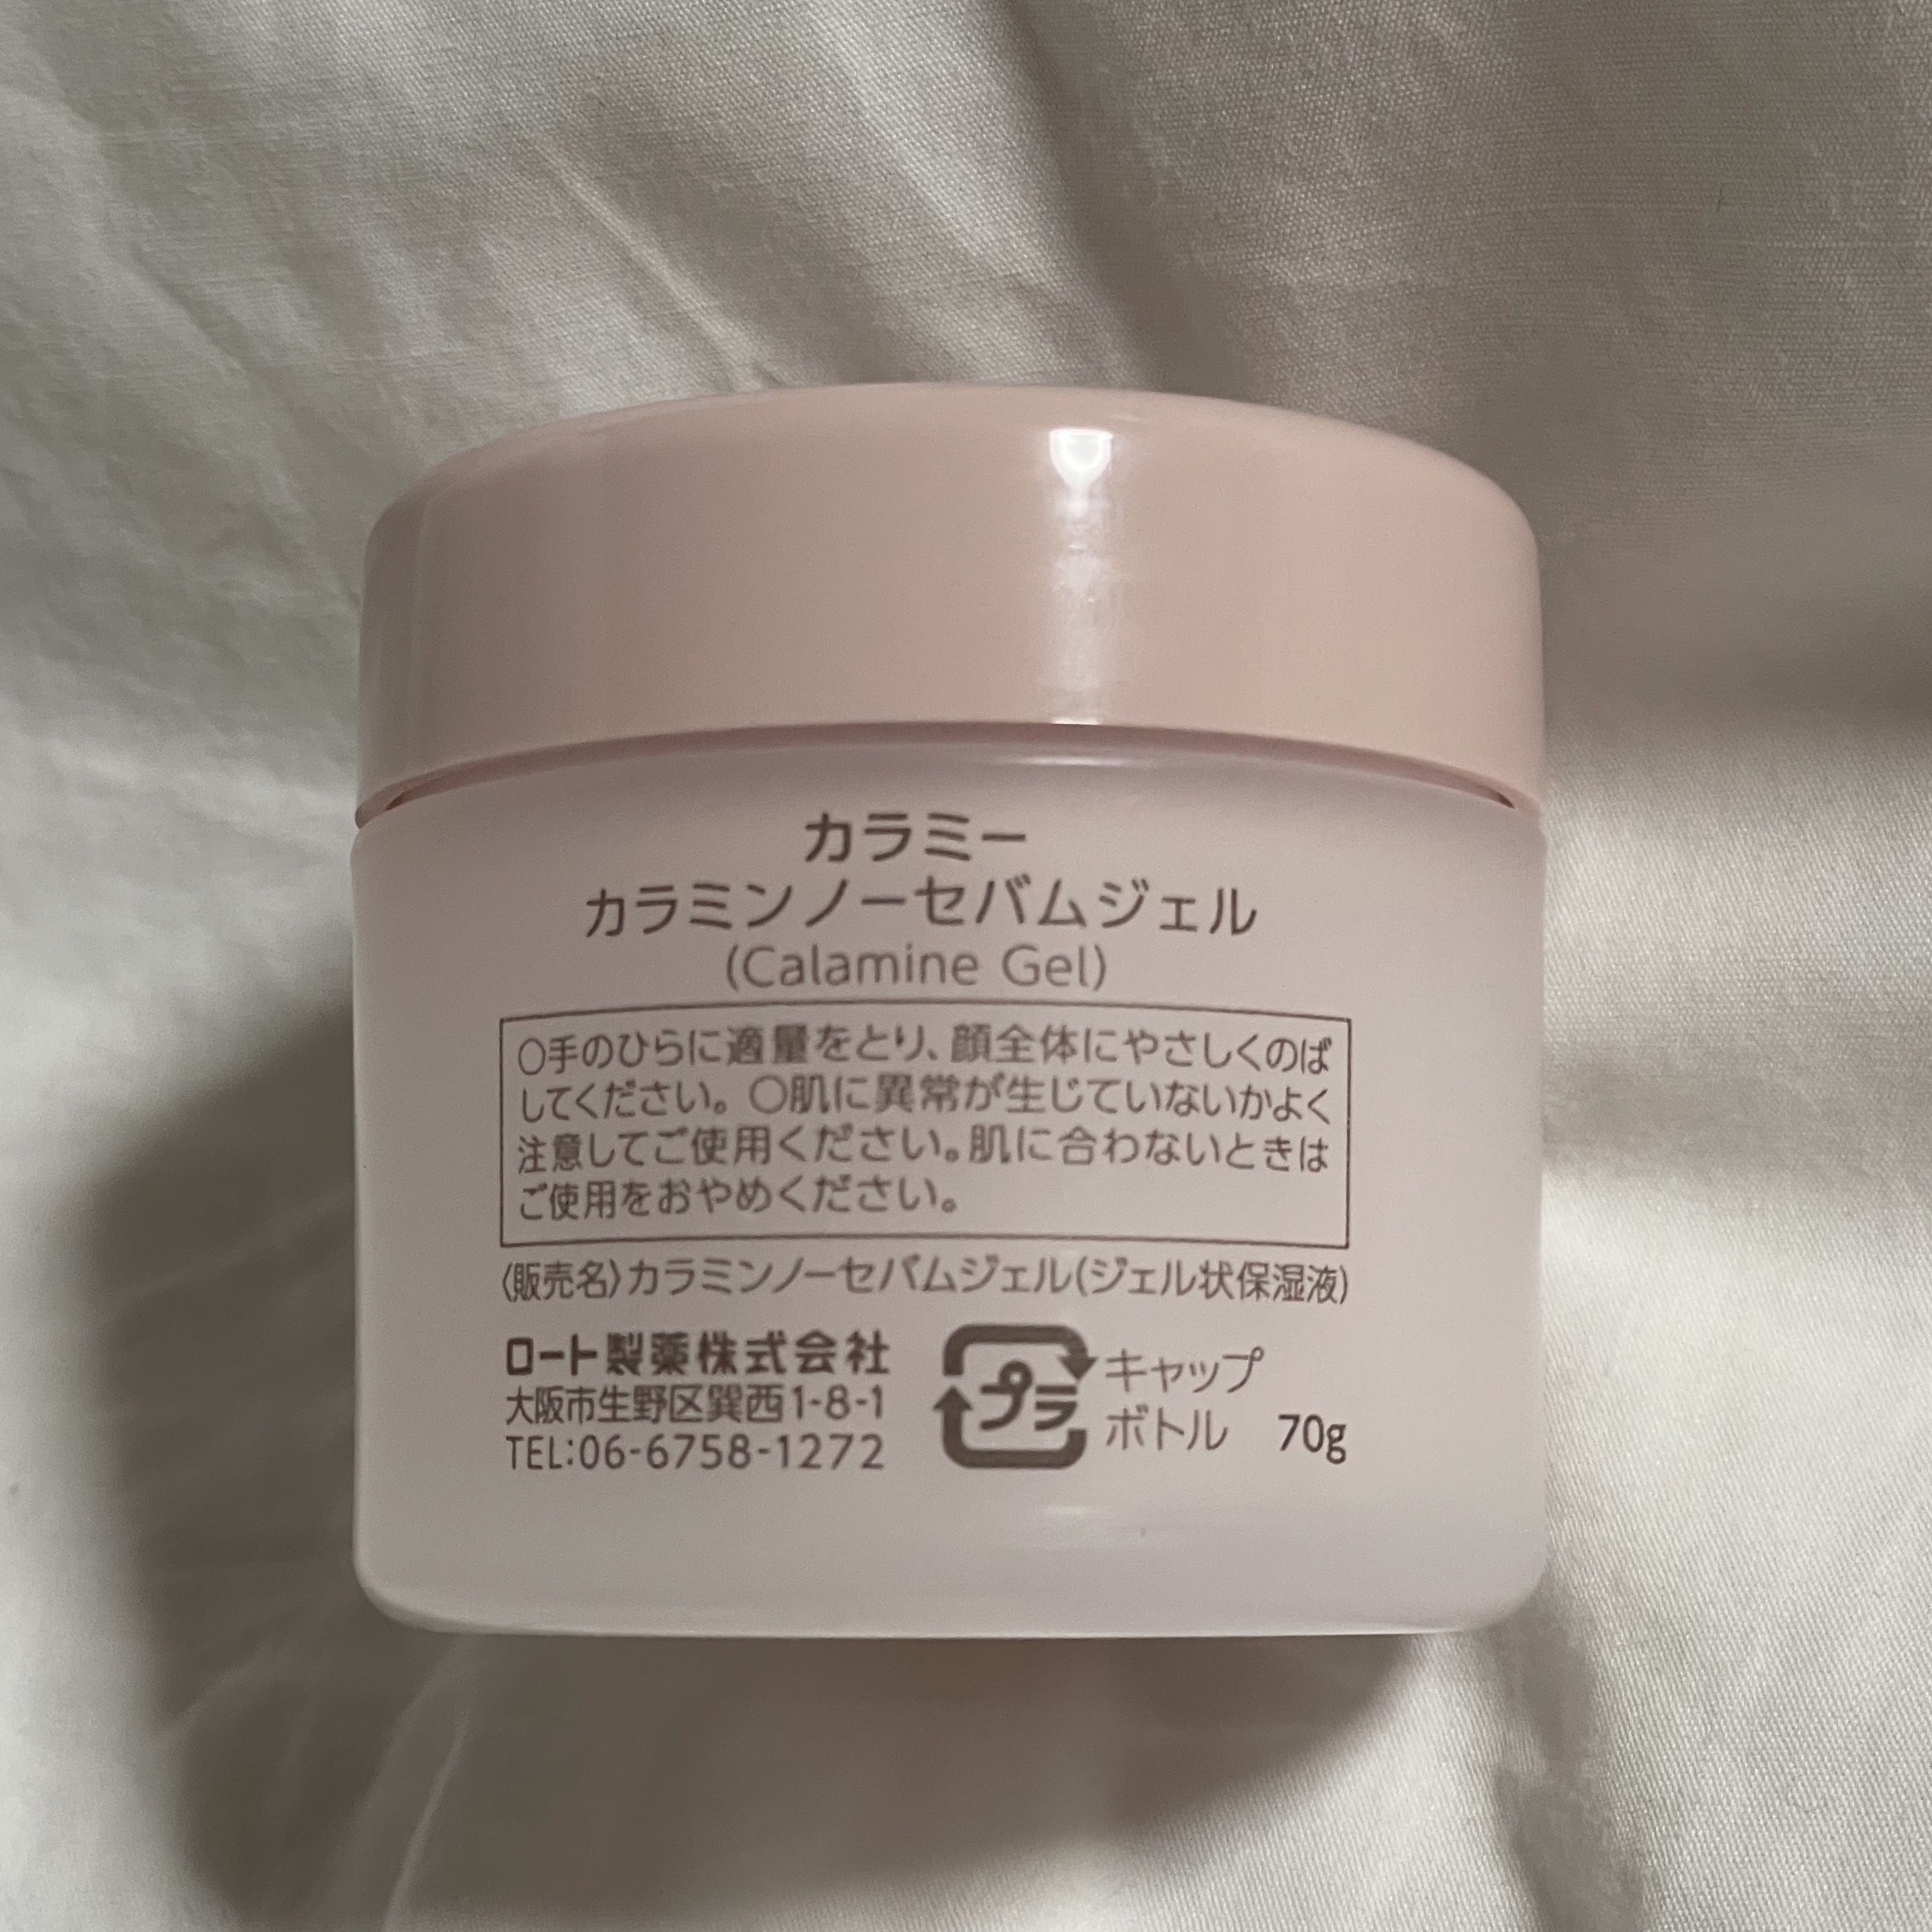 カラミー
カラミンノーセバムジェル
(Calamine Gel)
○手のひらに適量をとり、顔全体にやさしくのば
してください。○肌に異常が生じていないかよく
注意してご使用ください。肌に合わないときは
ご使用をおやめください。
〈販売名〉カラミンノーセバムジェル(ジェル状保湿液)
ロート製薬株式会社
大阪市生野区巽西1-8-1
TEL:06-6758-1272
プラ
キャップ
ボトル
70g